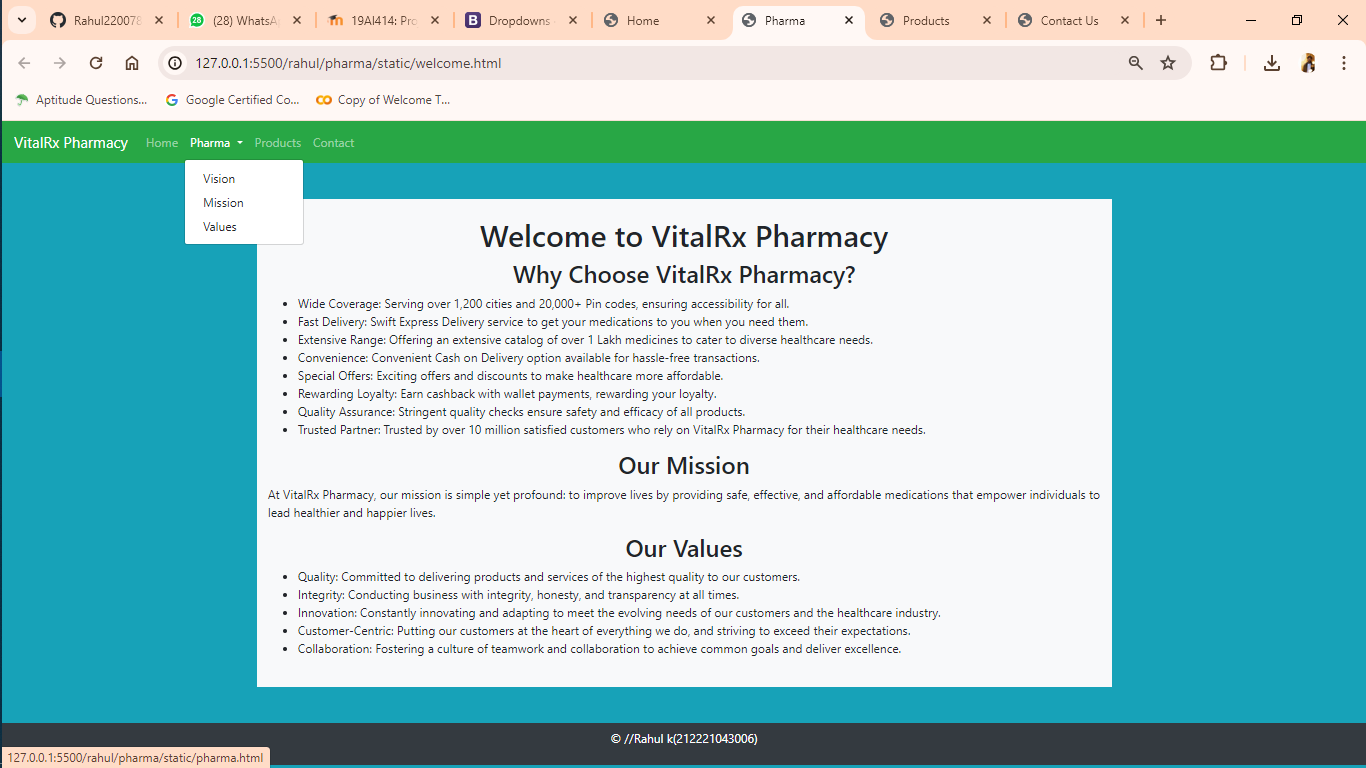 Rahul220078
(28) WhatsA
19AI414: Pro
Dropdowns
Home
Pharma
Products
Contact Us
127.0.0.1:5500/rahul/pharma/static/welcome.html
Aptitude Questions...
Google Certified Co...
Copy of Welcome T...
VitalRx Pharmacy Home Pharma Products Contact
Vision
Mission
Values
Welcome to VitalRx Pharmacy
Why Choose VitalRx Pharmacy?
Wide Coverage: Serving over 1,200 cities and 20,000+ Pin codes, ensuring accessibility for all.
Fast Delivery: Swift Express Delivery service to get your medications to you when you need them.
Extensive Range: Offering an extensive catalog of over 1 Lakh medicines to cater to diverse healthcare needs.
Convenience: Convenient Cash on Delivery option available for hassle-free transactions.
Special Offers: Exciting offers and discounts to make healthcare more affordable.
Rewarding Loyalty: Earn cashback with wallet payments, rewarding your loyalty.
Quality Assurance: Stringent quality checks ensure safety and efficacy of all products.
Trusted Partner: Trusted by over 10 million satisfied customers who rely on VitalRx Pharmacy for their healthcare needs.
Our Mission
At VitalRx Pharmacy, our mission is simple yet profound: to improve lives by providing safe, effective, and affordable medications that empower individuals to
lead healthier and happier lives.
Our Values
Quality: Committed to delivering products and services of the highest quality to our customers.
Integrity: Conducting business with integrity, honesty, and transparency at all times.
Innovation: Constantly innovating and adapting to meet the evolving needs of our customers and the healthcare industry.
Customer-Centric: Putting our customers at the heart of everything we do, and striving to exceed their expectations.
Collaboration: Fostering a culture of teamwork and collaboration to achieve common goals and deliver excellence.
© //Rahul k(212221043006)
127.0.0.1:5500/rahul/pharma/static/pharma.html